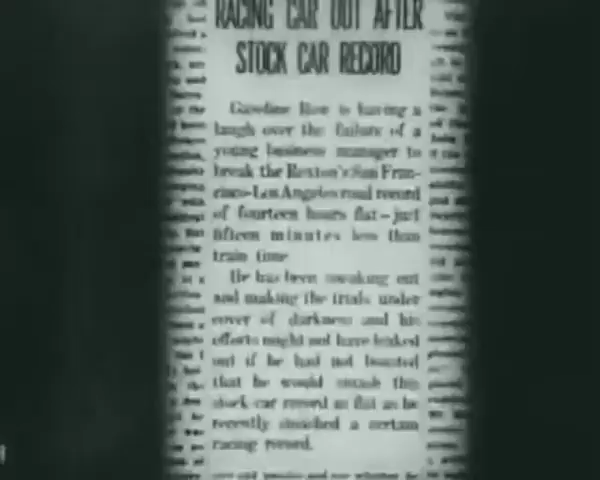 RACING CAR OUT AFTER
STOCK CAR RECORD
Gasoline Row is having a
laugh over the failure of a
young business manager to
break the Rexton's San Fran-
cisco-Los Angeles road record
of fourteen hours flat—just
fifteen minutes less than
train time
He has been sneaking out
and making the trials under
cover of darkness and his
efforts might not have leaked
out if he had not boasted
that he would smash this
stock car record as flat as he
recently smashed a certain
racing record.